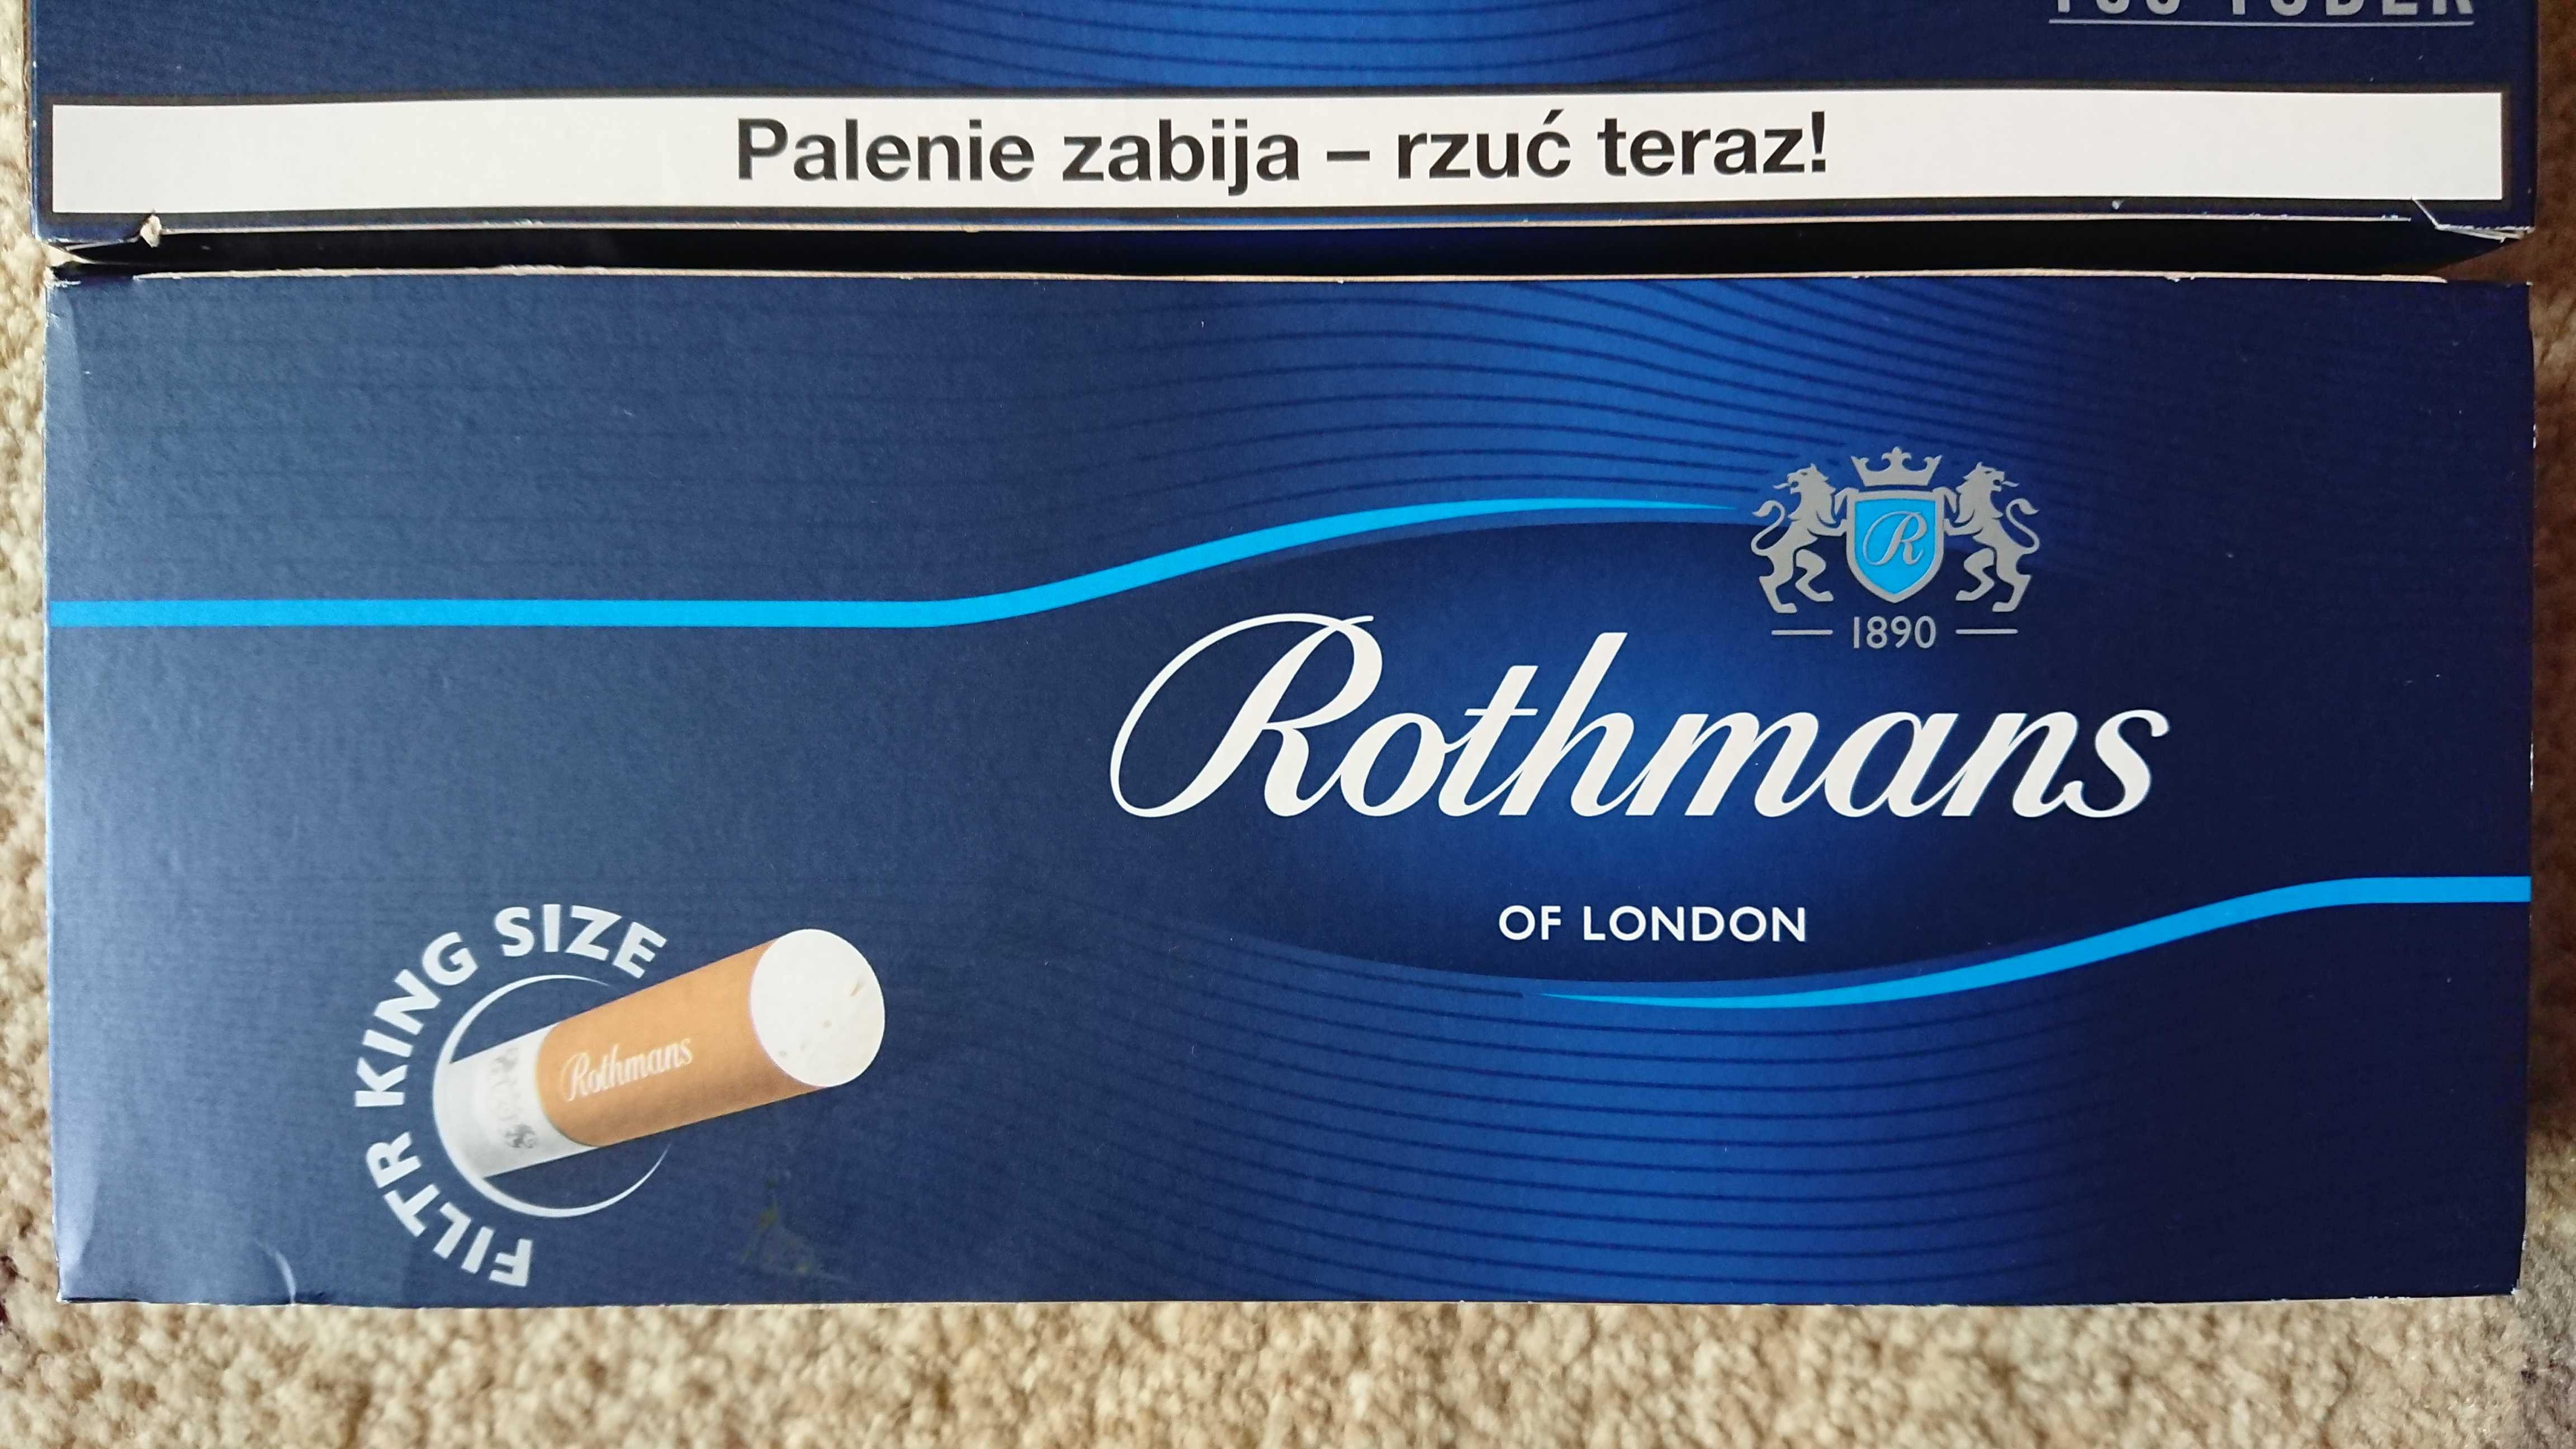 Palenie zabija – rzuć teraz!
R
1890
Rothmans
OF LONDON
FILTR KING SIZE
Rothmans